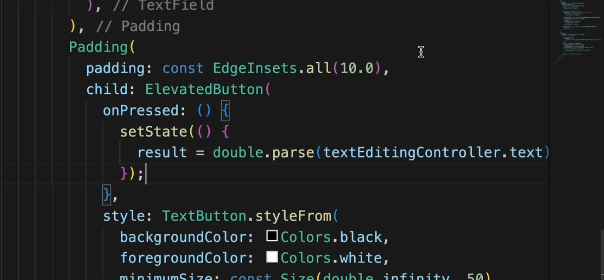 ), // TextField
), // Padding
Padding(
padding: const EdgeInsets.all(10.0),
child: ElevatedButton(
onPressed: () {
setState(() {
result = double.parse(textEditingController.text)
});
},
style: TextButton.styleFrom(
backgroundColor: Colors.black,
foregroundColor: Colors.white,
minimumSize: const Size(double.infinity, 50),